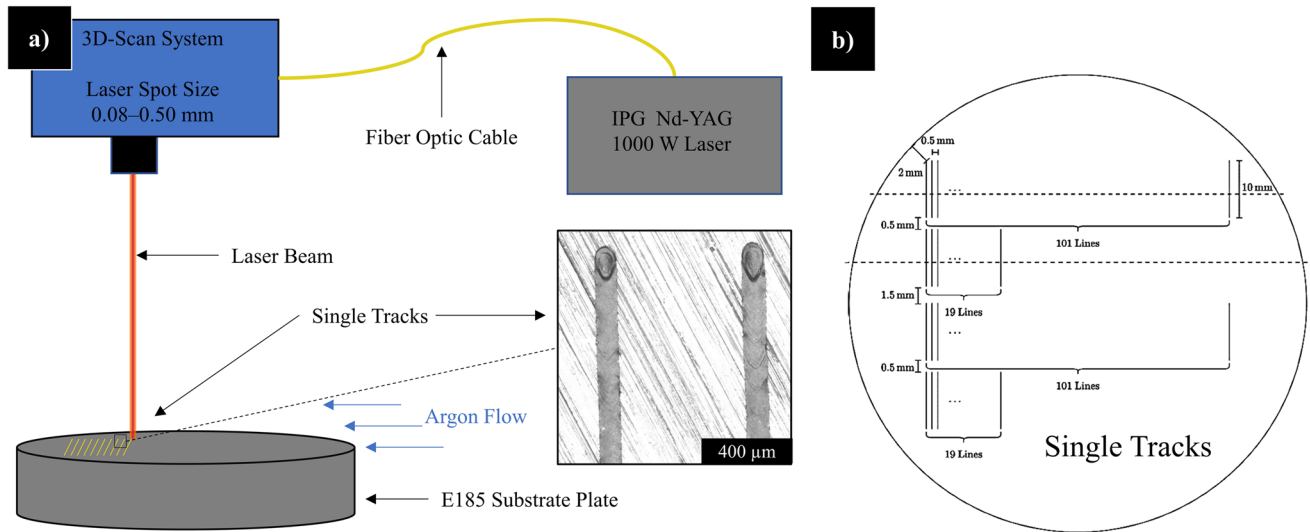 a)
3D-Scan System
Laser Spot Size
0.08–0.50 mm
Fiber Optic Cable
IPG Nd-YAG
1000 W Laser
Laser Beam
Single Tracks
Argon Flow
400 µm
E185 Substrate Plate
b)
0.5 mm
2 mm
...
10 mm
0.5 mm
101 Lines
...
1.5 mm
19 Lines
...
0.5 mm
101 Lines
...
19 Lines
Single Tracks